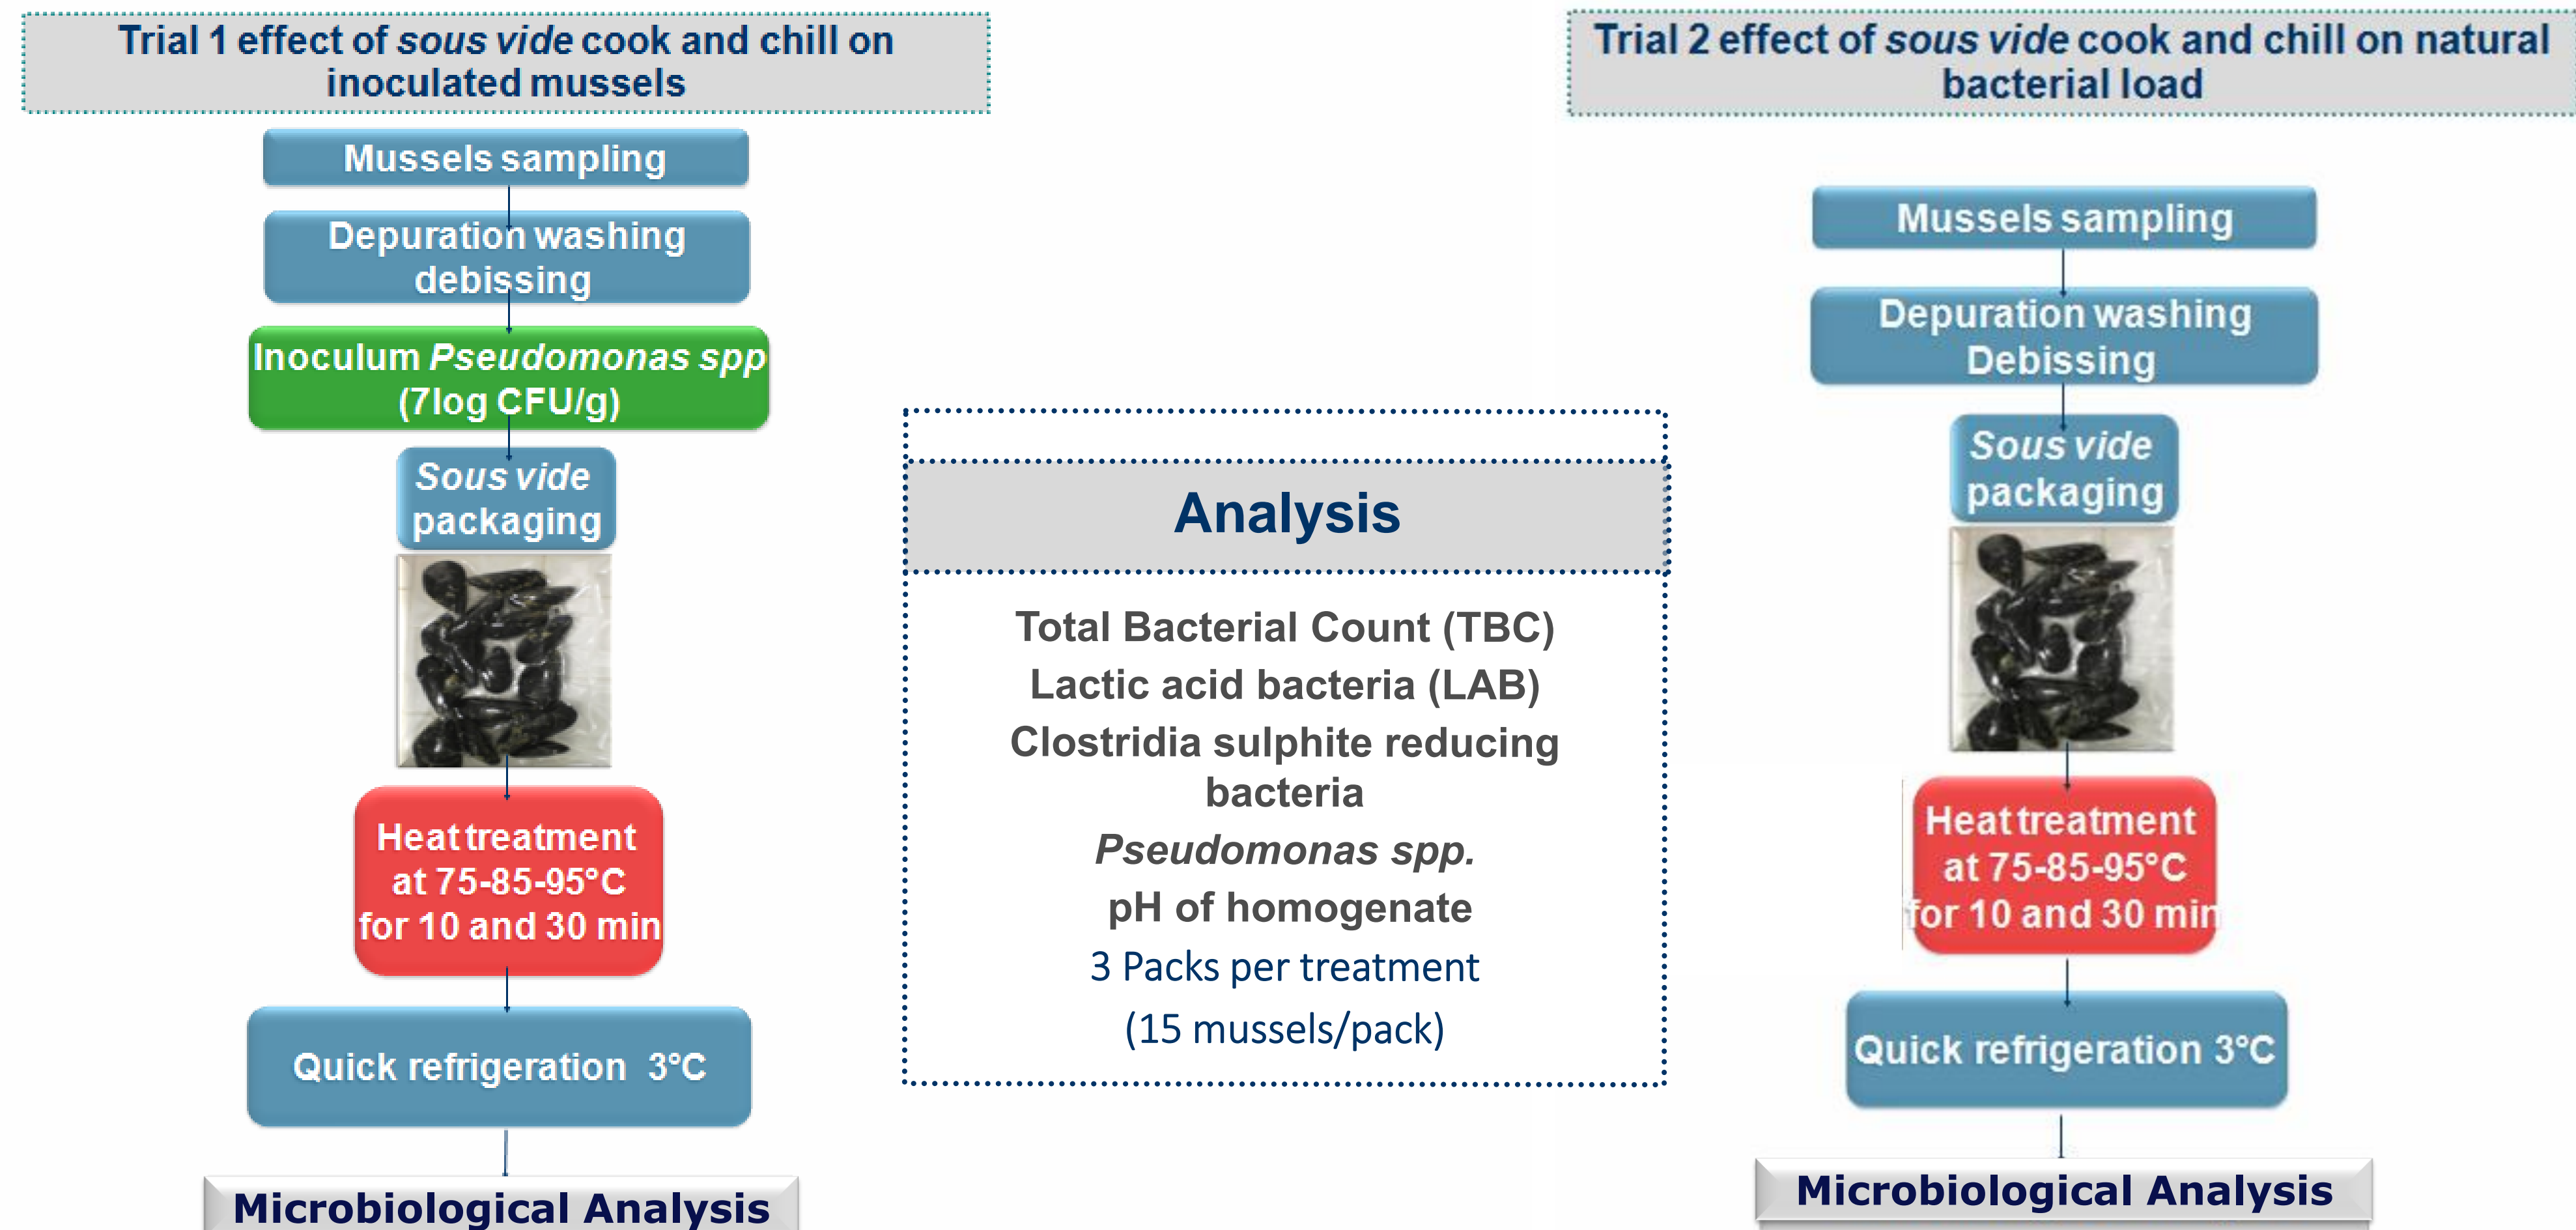 Trial 1 effect of sous vide cook and chill on
inoculated mussels
Mussels sampling
Depuration washing
debissing
Inoculum Pseudomonas spp
(7log CFU/g)
Sous vide
packaging
Heat treatment
at 75-85-95°C
for 10 and 30 min
Quick refrigeration 3°C
Microbiological Analysis
Analysis
Total Bacterial Count (TBC)
Lactic acid bacteria (LAB)
Clostridia sulphite reducing
bacteria
Pseudomonas spp.
pH of homogenate
3 Packs per treatment
(15 mussels/pack)
Trial 2 effect of sous vide cook and chill on natural
bacterial load
Mussels sampling
Depuration washing
Debissing
Sous vide
packaging
Heat treatment
at 75-85-95°C
for 10 and 30 min
Quick refrigeration 3°C
Microbiological Analysis